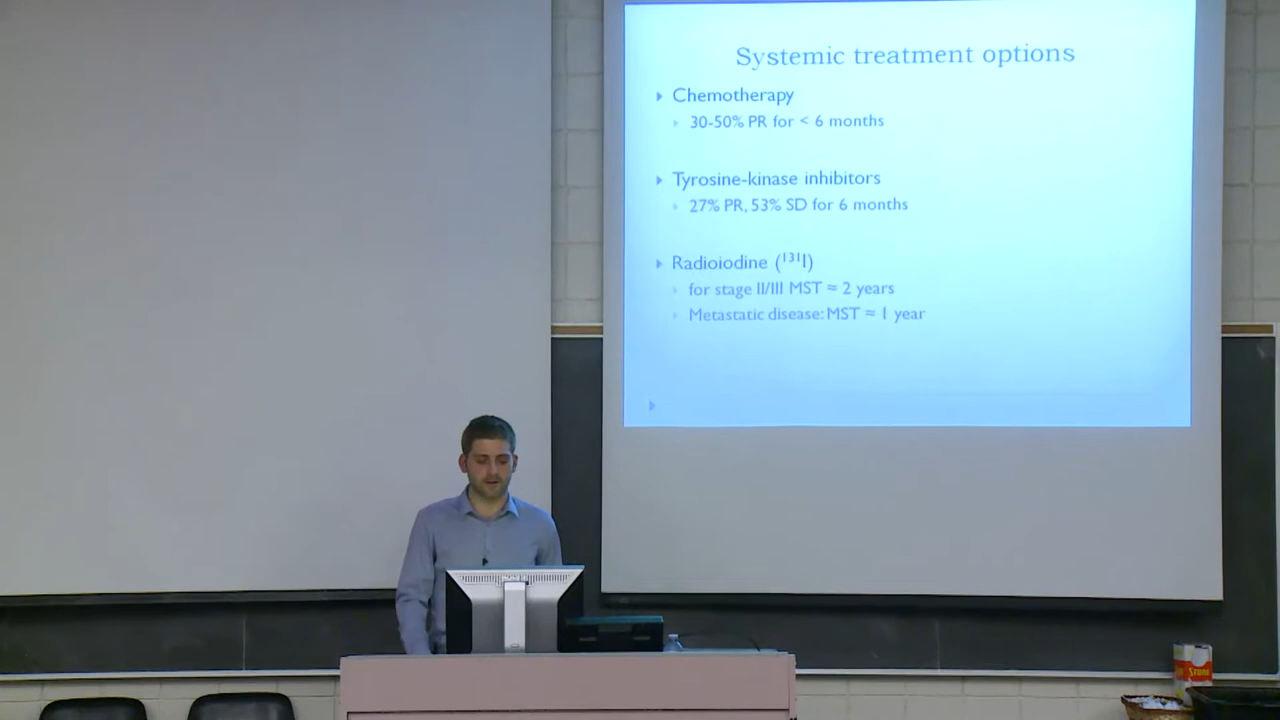 Systemic treatment options
Chemotherapy
30-50% PR for < 6 months
Tyrosine-kinase inhibitors
27% PR, 53% SD for 6 months
Radioiodine (¹³¹I)
for stage II/III MST ≈ 2 years
Metastatic disease: MST ≈ 1 year